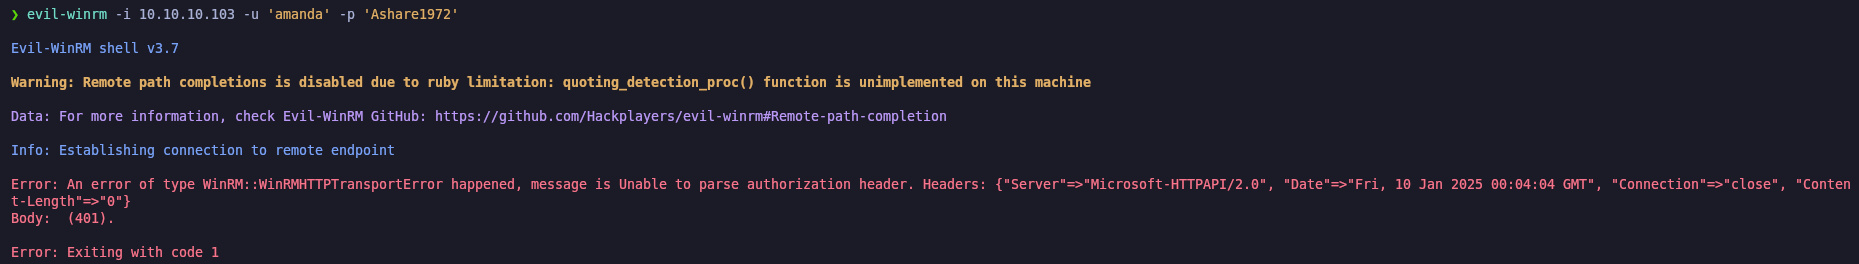 ❯ evil-winrm -i 10.10.10.103 -u 'amanda' -p 'Ashare1972'
Evil-WinRM shell v3.7
Warning: Remote path completions is disabled due to ruby limitation: quoting_detection_proc() function is unimplemented on this machine
Data: For more information, check Evil-WinRM GitHub: https://github.com/Hackplayers/evil-winrm#Remote-path-completion
Info: Establishing connection to remote endpoint
Error: An error of type WinRM::WinRMHTTPTransportError happened, message is Unable to parse authorization header. Headers: {"Server"=>"Microsoft-HTTPAPI/2.0", "Date"=>"Fri, 10 Jan 2025 00:04:04 GMT", "Connection"=>"close", "Conten
t-Length"=>"0"}
Body:  (401).
Error: Exiting with code 1